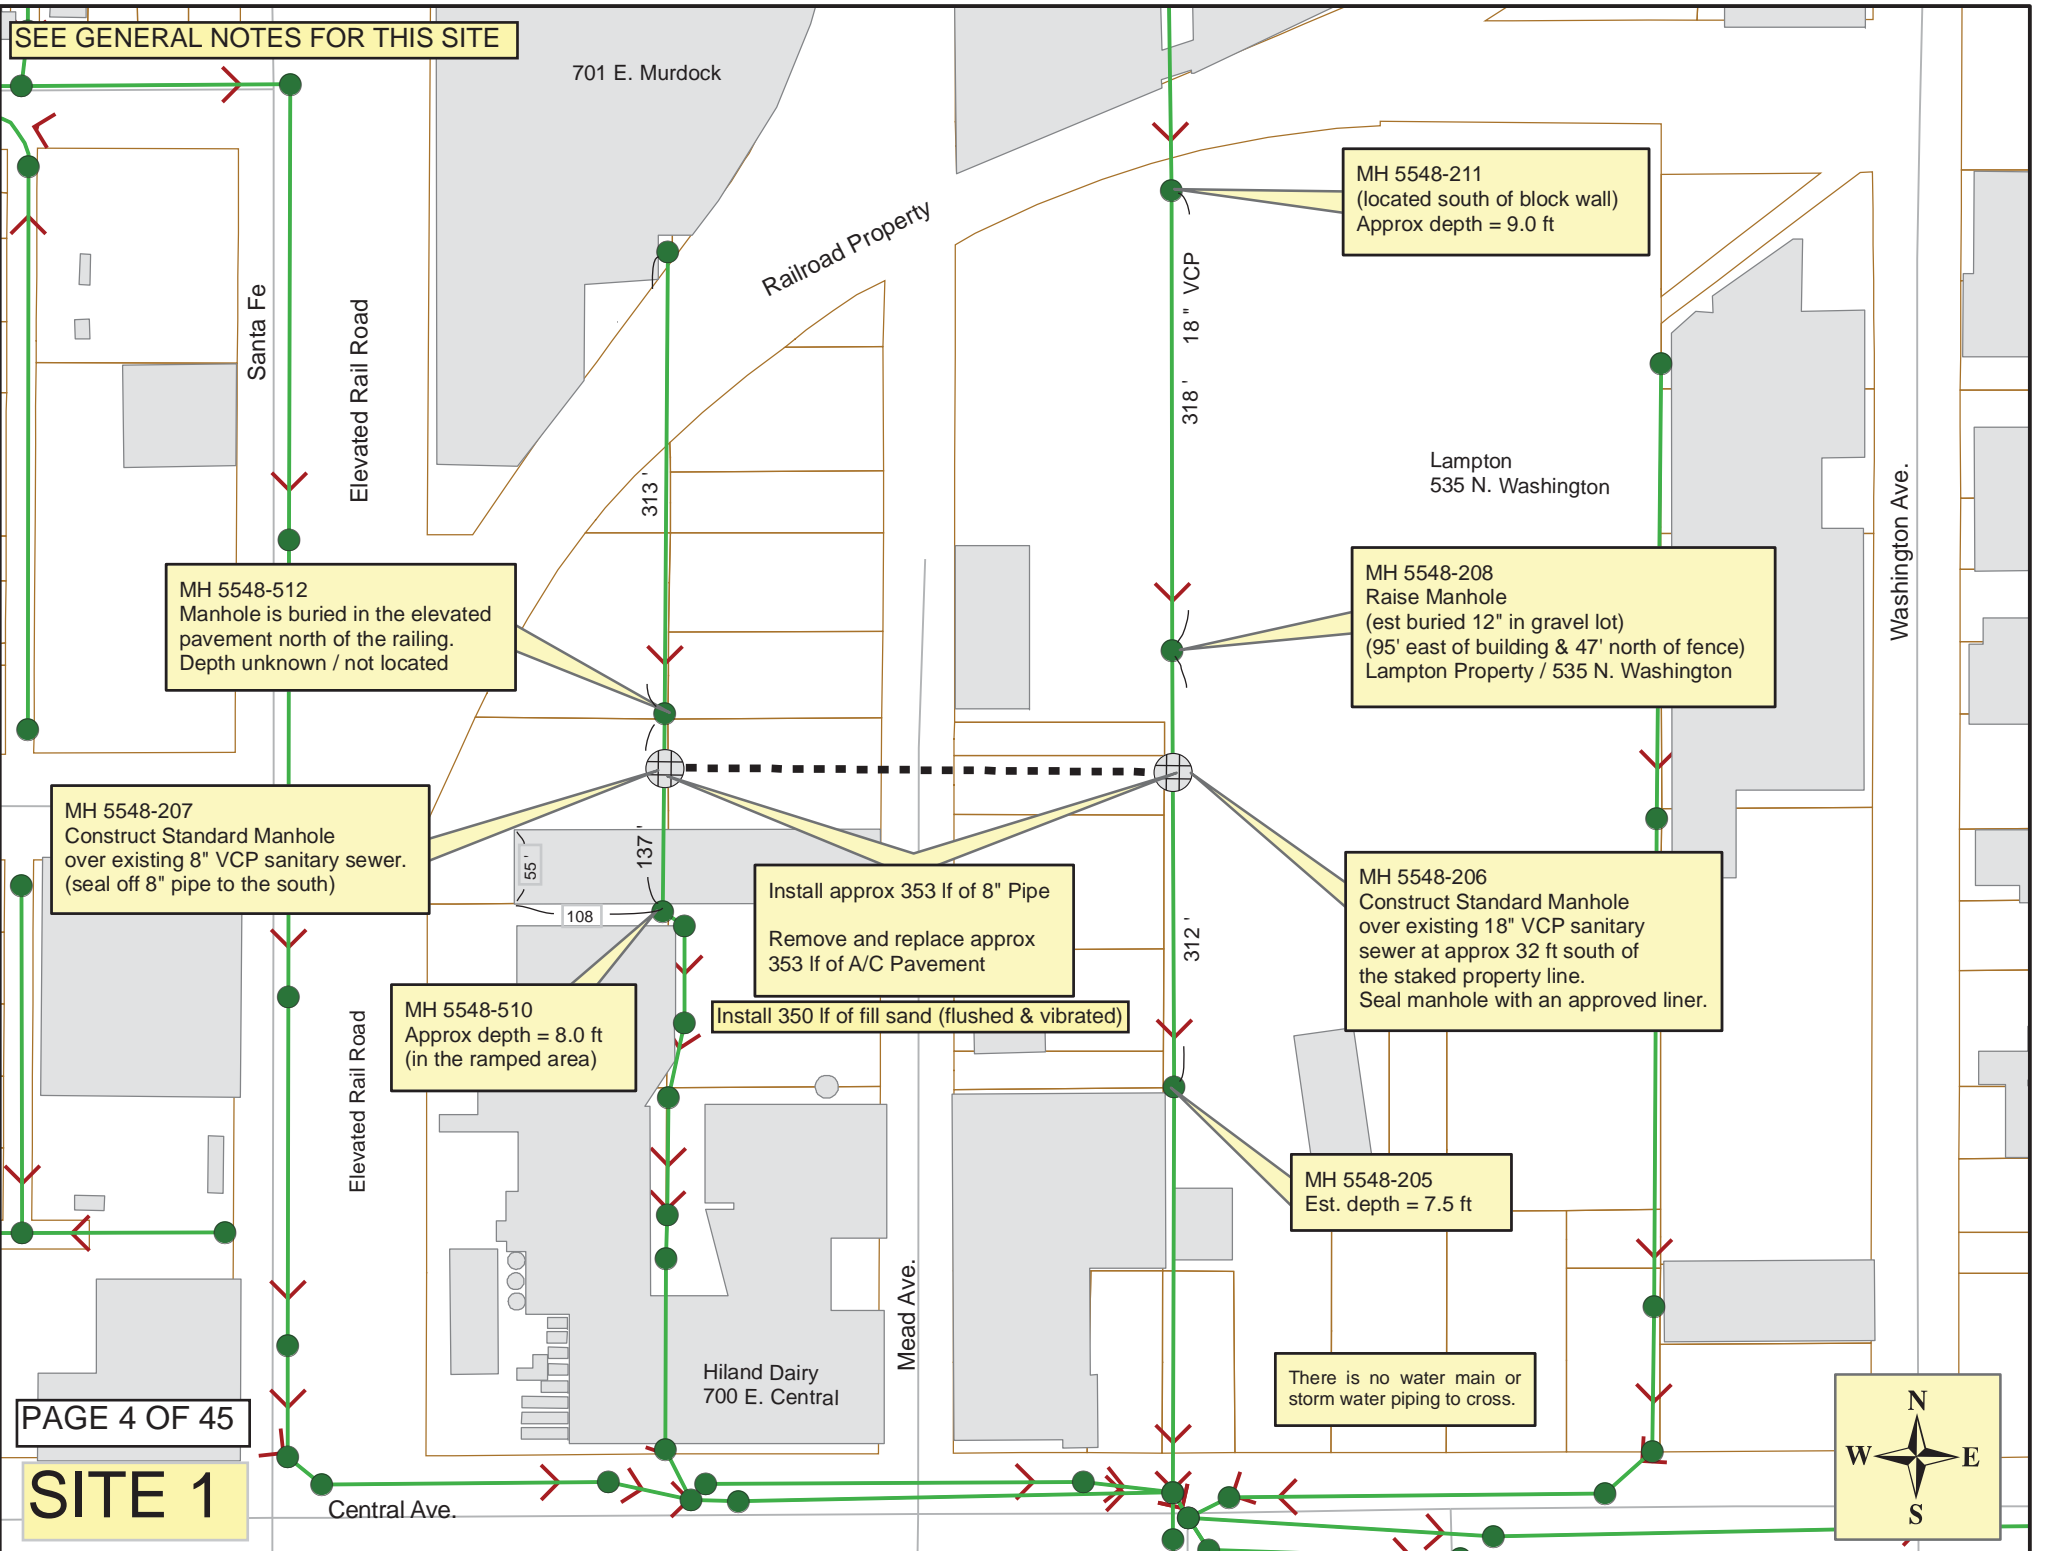 SEE GENERAL NOTES FOR THIS SITE
701 E. Murdock
MH 5548-211
(located south of block wall)
Approx depth = 9.0 ft
Railroad Property
Santa Fe
Elevated Rail Road
18 " VCP
318 '
313 '
Lampton
535 N. Washington
Washington Ave.
MH 5548-512
Manhole is buried in the elevated
pavement north of the railing.
Depth unknown / not located
MH 5548-208
Raise Manhole
(est buried 12" in gravel lot)
(95' east of building & 47' north of fence)
Lampton Property / 535 N. Washington
MH 5548-207
Construct Standard Manhole
over existing 8" VCP sanitary sewer.
(seal off 8" pipe to the south)
55 '
137 '
108
Install approx 353 lf of 8" Pipe
Remove and replace approx
353 lf of A/C Pavement
Install 350 lf of fill sand (flushed & vibrated)
312 '
MH 5548-206
Construct Standard Manhole
over existing 18" VCP sanitary
sewer at approx 32 ft south of
the staked property line.
Seal manhole with an approved liner.
MH 5548-510
Approx depth = 8.0 ft
(in the ramped area)
Elevated Rail Road
MH 5548-205
Est. depth = 7.5 ft
Mead Ave.
Hiland Dairy
700 E. Central
There is no water main or
storm water piping to cross.
PAGE 4 OF 45
SITE 1
Central Ave.
N
W E
S